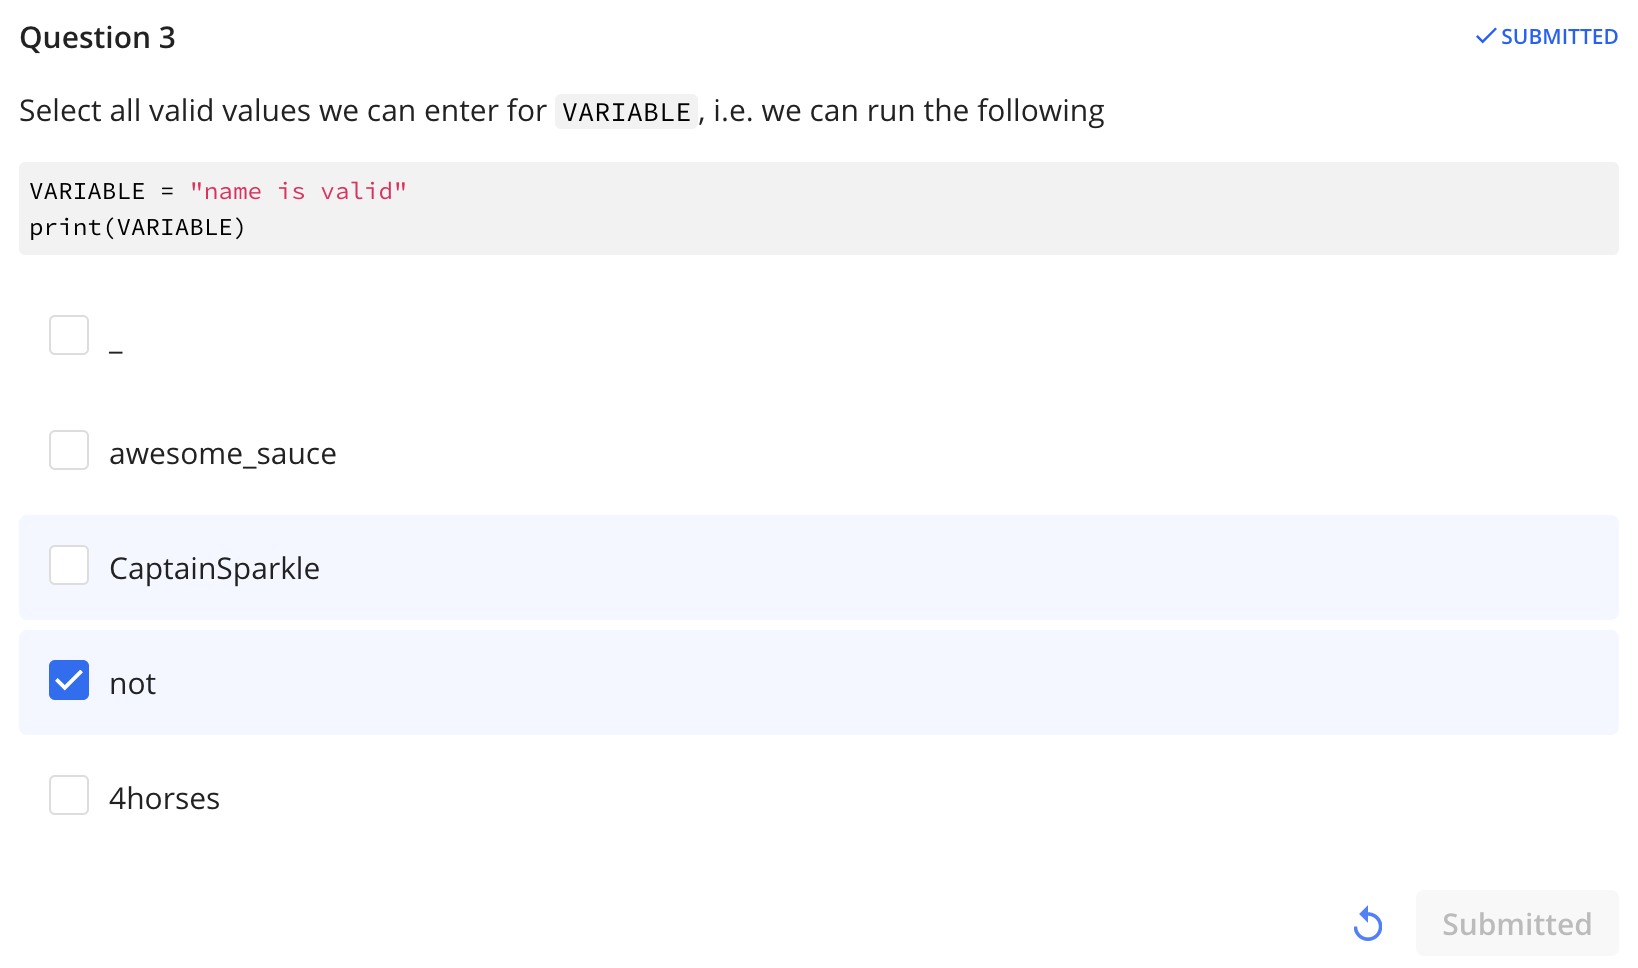 Question 3
SUBMITTED
Select all valid values we can enter for VARIABLE, i.e. we can run the following
VARIABLE = "name is valid"
print(VARIABLE)
_
awesome_sauce
CaptainSparkle
not
4horses
Submitted